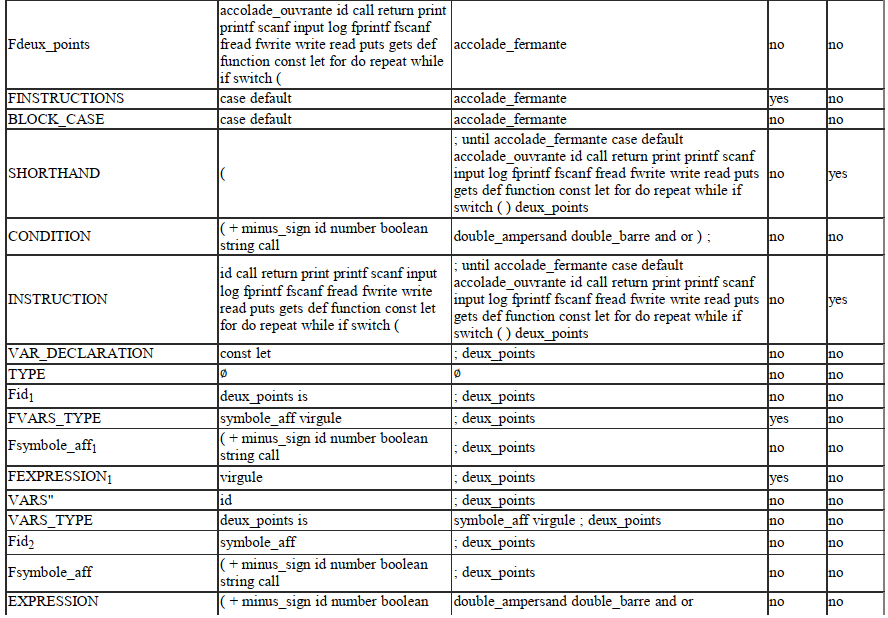 Fdeux_points
accolade_ouvrante id call return print
printf scanf input log fprintf fscanf
fread fwrite write read puts gets def
function const let for do repeat while
if switch (
accolade_fermante
no
no
FINSTRUCTIONS
case default
accolade_fermante
yes
no
BLOCK_CASE
case default
accolade_fermante
no
no
SHORTHAND
(
; until accolade_fermante case default
accolade_ouvrante id call return print printf scanf
input log fprintf fscanf fread fwrite write read puts
gets def function const let for do repeat while if
switch ( ) deux_points
no
yes
CONDITION
( + minus_sign id number boolean
string call
double_ampersand double_barre and or ) ;
no
no
INSTRUCTION
id call return print printf scanf input
log fprintf fscanf fread fwrite write
read puts gets def function const let
for do repeat while if switch (
; until accolade_fermante case default
accolade_ouvrante id call return print printf scanf
input log fprintf fscanf fread fwrite write read puts
gets def function const let for do repeat while if
switch ( ) deux_points
no
yes
VAR_DECLARATION
const let
; deux_points
no
no
TYPE
∅
∅
no
no
Fid₁
deux_points is
; deux_points
no
no
FVARS_TYPE
symbole_aff virgule
; deux_points
yes
no
Fsymbole_aff₁
( + minus_sign id number boolean
string call
; deux_points
no
no
FEXPRESSION₁
virgule
; deux_points
yes
no
VARS"
id
; deux_points
no
no
VARS_TYPE
deux_points is
symbole_aff virgule ; deux_points
no
no
Fid₂
symbole_aff
; deux_points
no
no
Fsymbole_aff
( + minus_sign id number boolean
string call
; deux_points
no
no
EXPRESSION
( + minus_sign id number boolean
double_ampersand double_barre and or
no
no